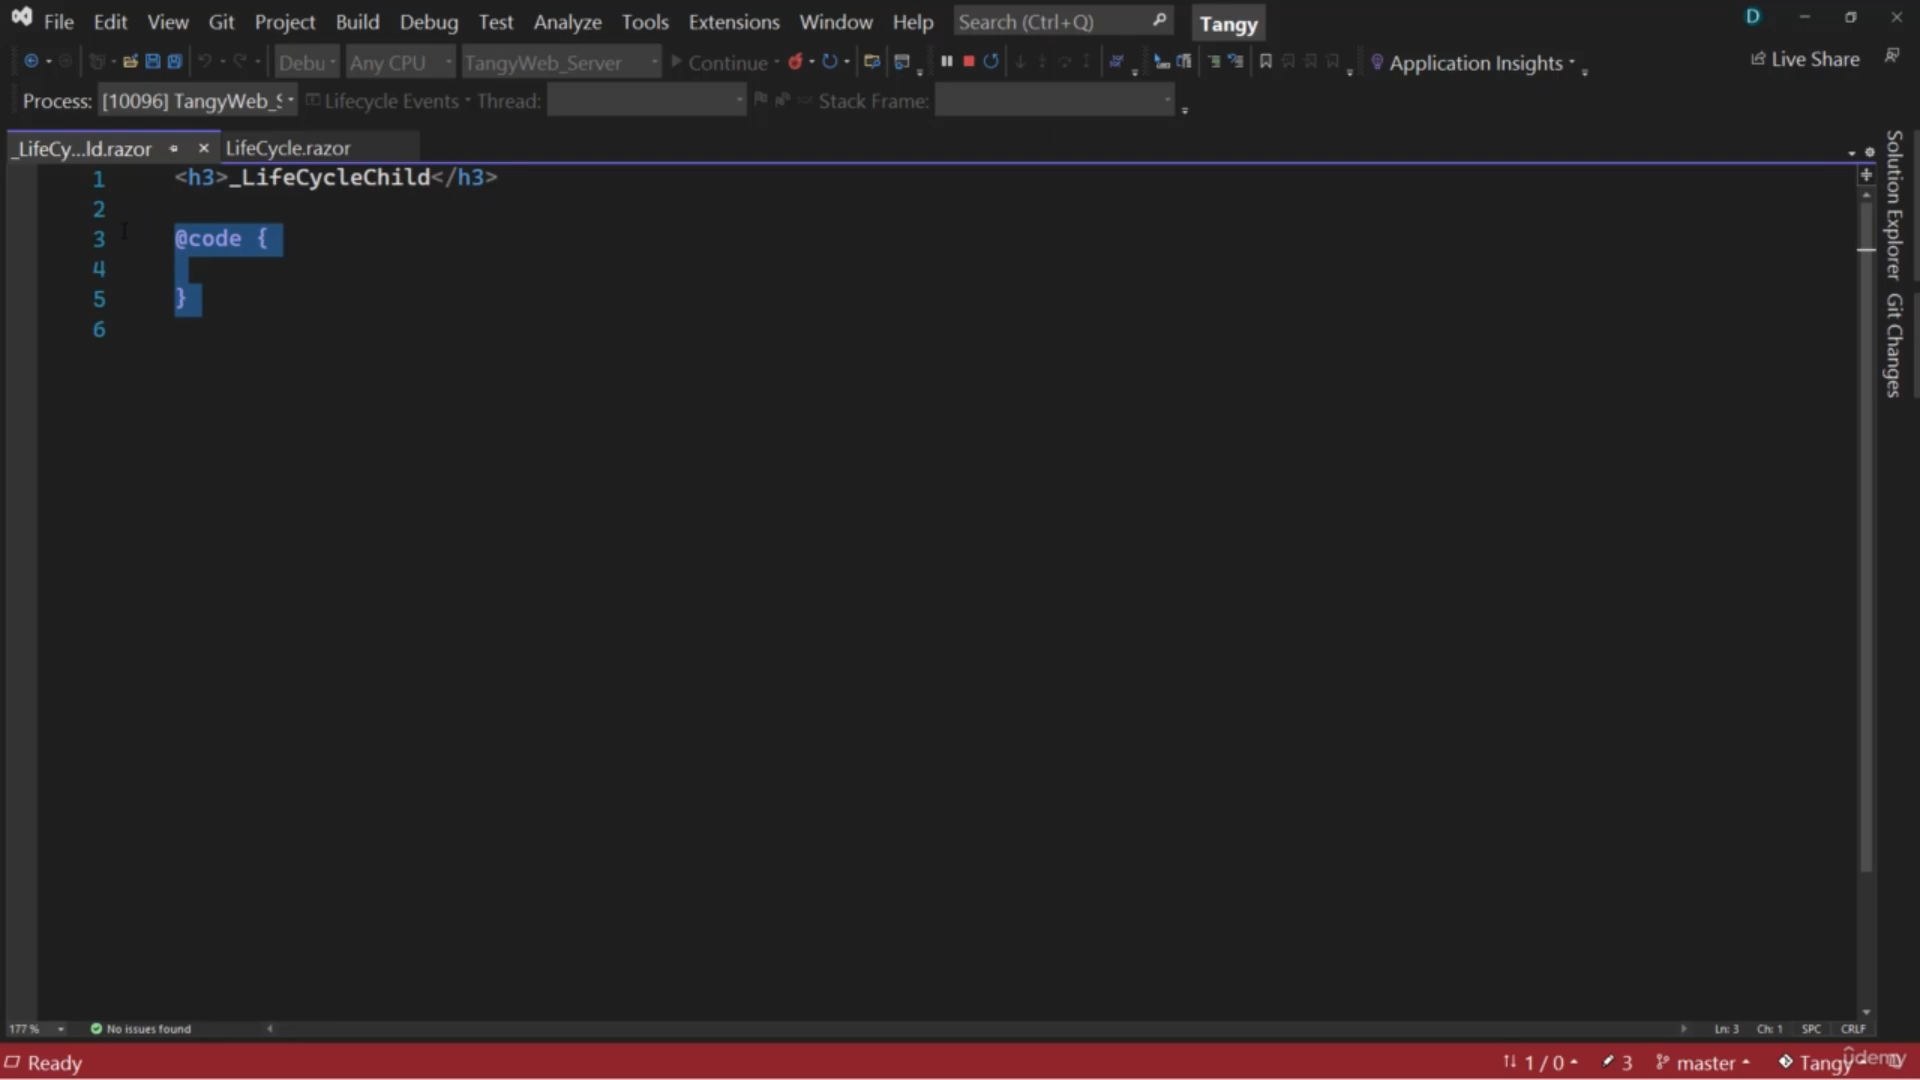 File Edit View Git Project Build Debug Test Analyze Tools Extensions Window Help Search (Ctrl+Q) Tangy D
Debu Any CPU TangyWeb_Server Continue Application Insights Live Share
Process: [10096] TangyWeb_S Lifecycle Events Thread: Stack Frame:
_LifeCy...ld.razor LifeCycle.razor
1 <h3>_LifeCycleChild</h3>
2
3 @code {
4
5 }
6
Solution Explorer
Git Changes
177 % No issues found Ln: 3 Ch: 1 SPC CRLF
Ready 1 / 0 3 master Tangy
ûdemy